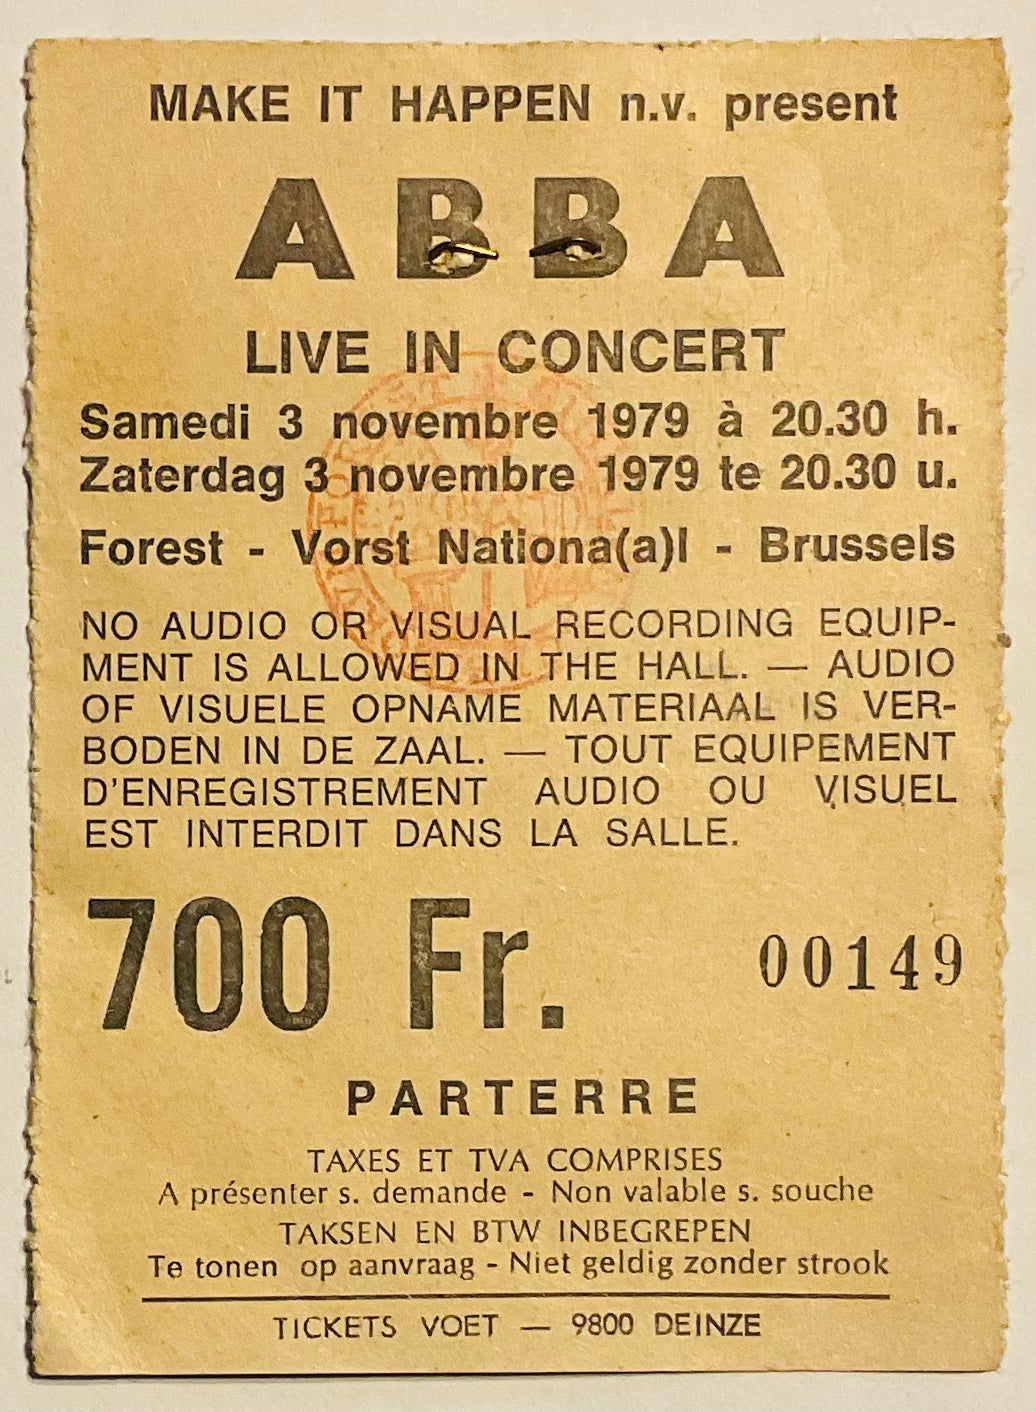 MAKE IT HAPPEN n.v. present
ABBA
LIVE IN CONCERT
Samedi 3 novembre 1979 à 20.30 h.
Zaterdag 3 novembre 1979 te 20.30 u.
Forest - Vorst Nationa(a)l - Brussels
NO AUDIO OR VISUAL RECORDING EQUIP-
MENT IS ALLOWED IN THE HALL. — AUDIO
OF VISUELE OPNAME MATERIAAL IS VER-
BODEN IN DE ZAAL. — TOUT EQUIPEMENT
D'ENREGISTREMENT AUDIO OU VISUEL
EST INTERDIT DANS LA SALLE.
700 Fr.
00149
PARTERRE
TAXES ET TVA COMPRISES
A présenter s. demande - Non valable s. souche
TAKSEN EN BTW INBEGREPEN
Te tonen op aanvraag - Niet geldig zonder strook
TICKETS VOET — 9800 DEINZE